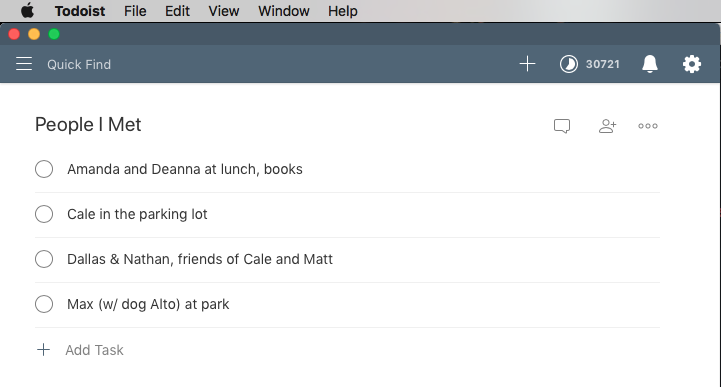 Todoist File Edit View Window Help
Quick Find 30721
People I Met
Amanda and Deanna at lunch, books
Cale in the parking lot
Dallas & Nathan, friends of Cale and Matt
Max (w/ dog Alto) at park
Add Task